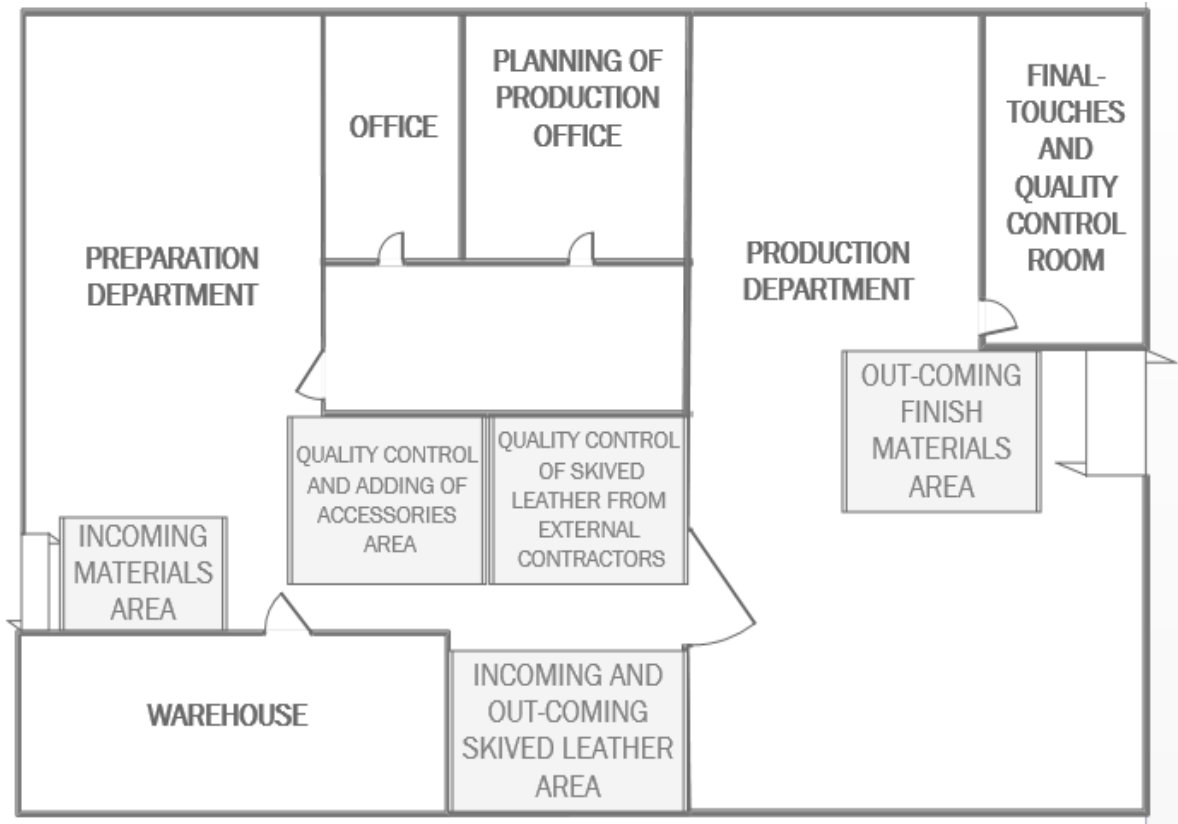 PREPARATION
DEPARTMENT
OFFICE
PLANNING OF
PRODUCTION
OFFICE
PRODUCTION
DEPARTMENT
FINAL-
TOUCHES
AND
QUALITY
CONTROL
ROOM
OUT-COMING
FINISH
MATERIALS
AREA
QUALITY CONTROL
AND ADDING OF
ACCESSORIES
AREA
QUALITY CONTROL
OF SKIVED
LEATHER FROM
EXTERNAL
CONTRACTORS
INCOMING
MATERIALS
AREA
WAREHOUSE
INCOMING AND
OUT-COMING
SKIVED LEATHER
AREA